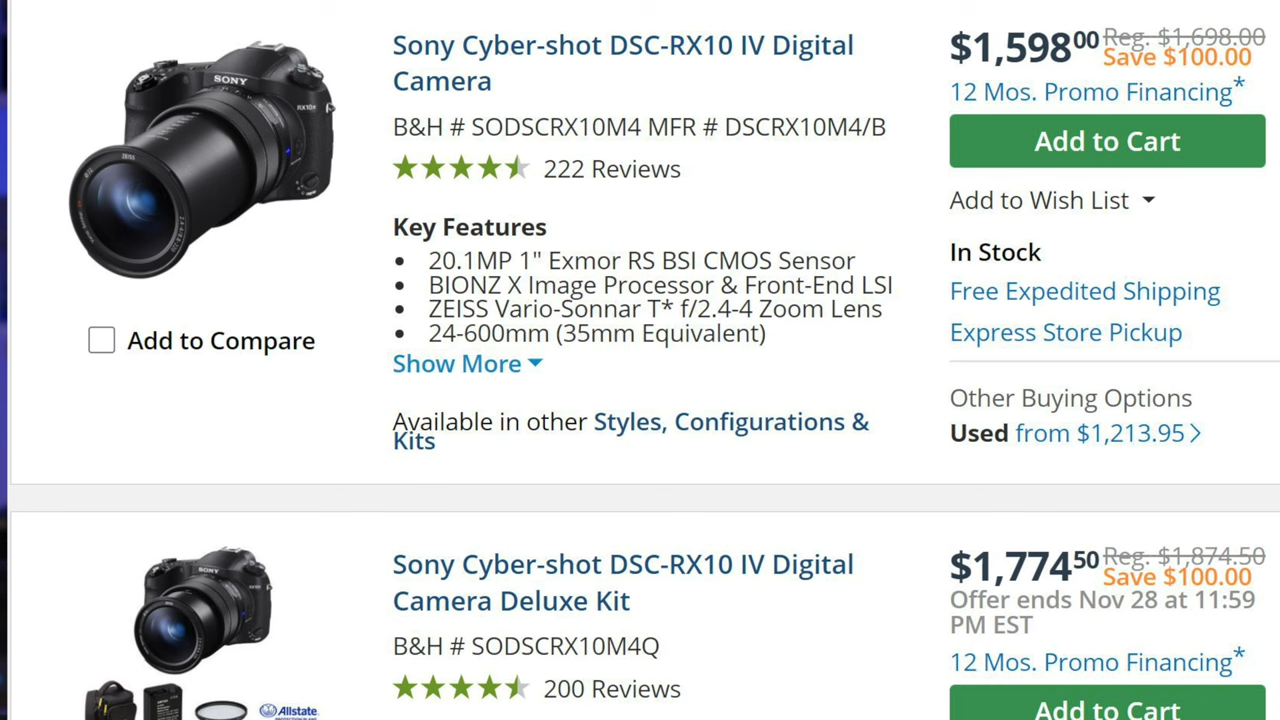 Sony Cyber-shot DSC-RX10 IV Digital
Camera
B&H # SODSCRX10M4 MFR # DSCRX10M4/B
222 Reviews
Key Features
20.1MP 1" Exmor RS BSI CMOS Sensor
BIONZ X Image Processor & Front-End LSI
ZEISS Vario-Sonnar T* f/2.4-4 Zoom Lens
24-600mm (35mm Equivalent)
Show More
Available in other Styles, Configurations &
Kits
SONY
RX10IV
Add to Compare
$1,598.00 Reg. $1,698.00
Save $100.00
12 Mos. Promo Financing*
Add to Cart
Add to Wish List
In Stock
Free Expedited Shipping
Express Store Pickup
Other Buying Options
Used from $1,213.95
Sony Cyber-shot DSC-RX10 IV Digital
Camera Deluxe Kit
B&H # SODSCRX10M4Q
200 Reviews
SONY
Allstate
$1,774.50 Reg. $1,874.50
Save $100.00
Offer ends Nov 28 at 11:59
PM EST
12 Mos. Promo Financing*
Add to Cart